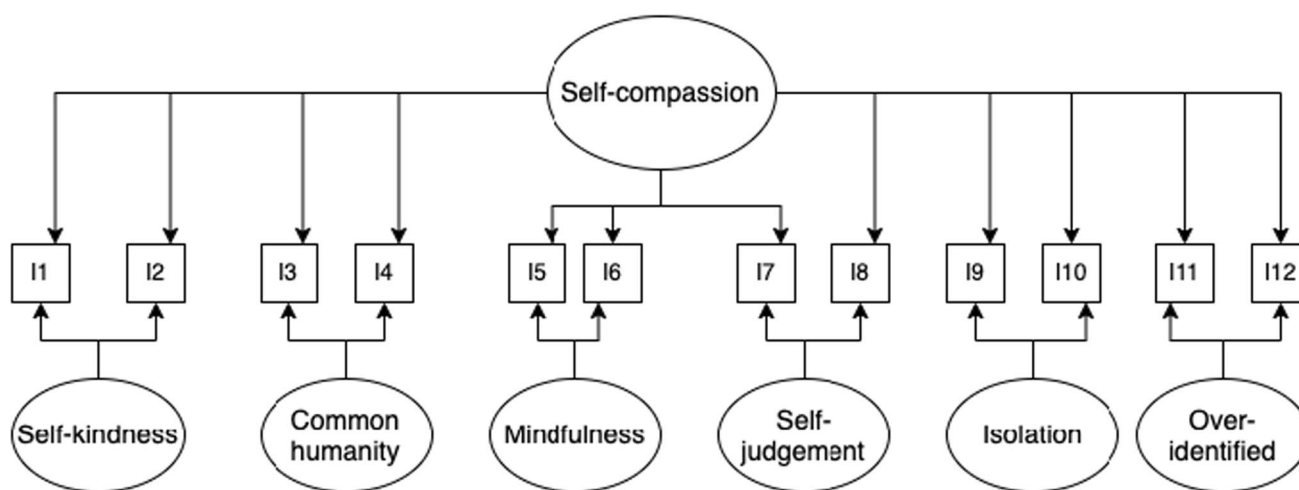 Self-compassion
I1
I2
I3
I4
I5
I6
I7
I8
I9
I10
I11
I12
Self-kindness
Common
humanity
Mindfulness
Self-
judgement
Isolation
Over-
identified